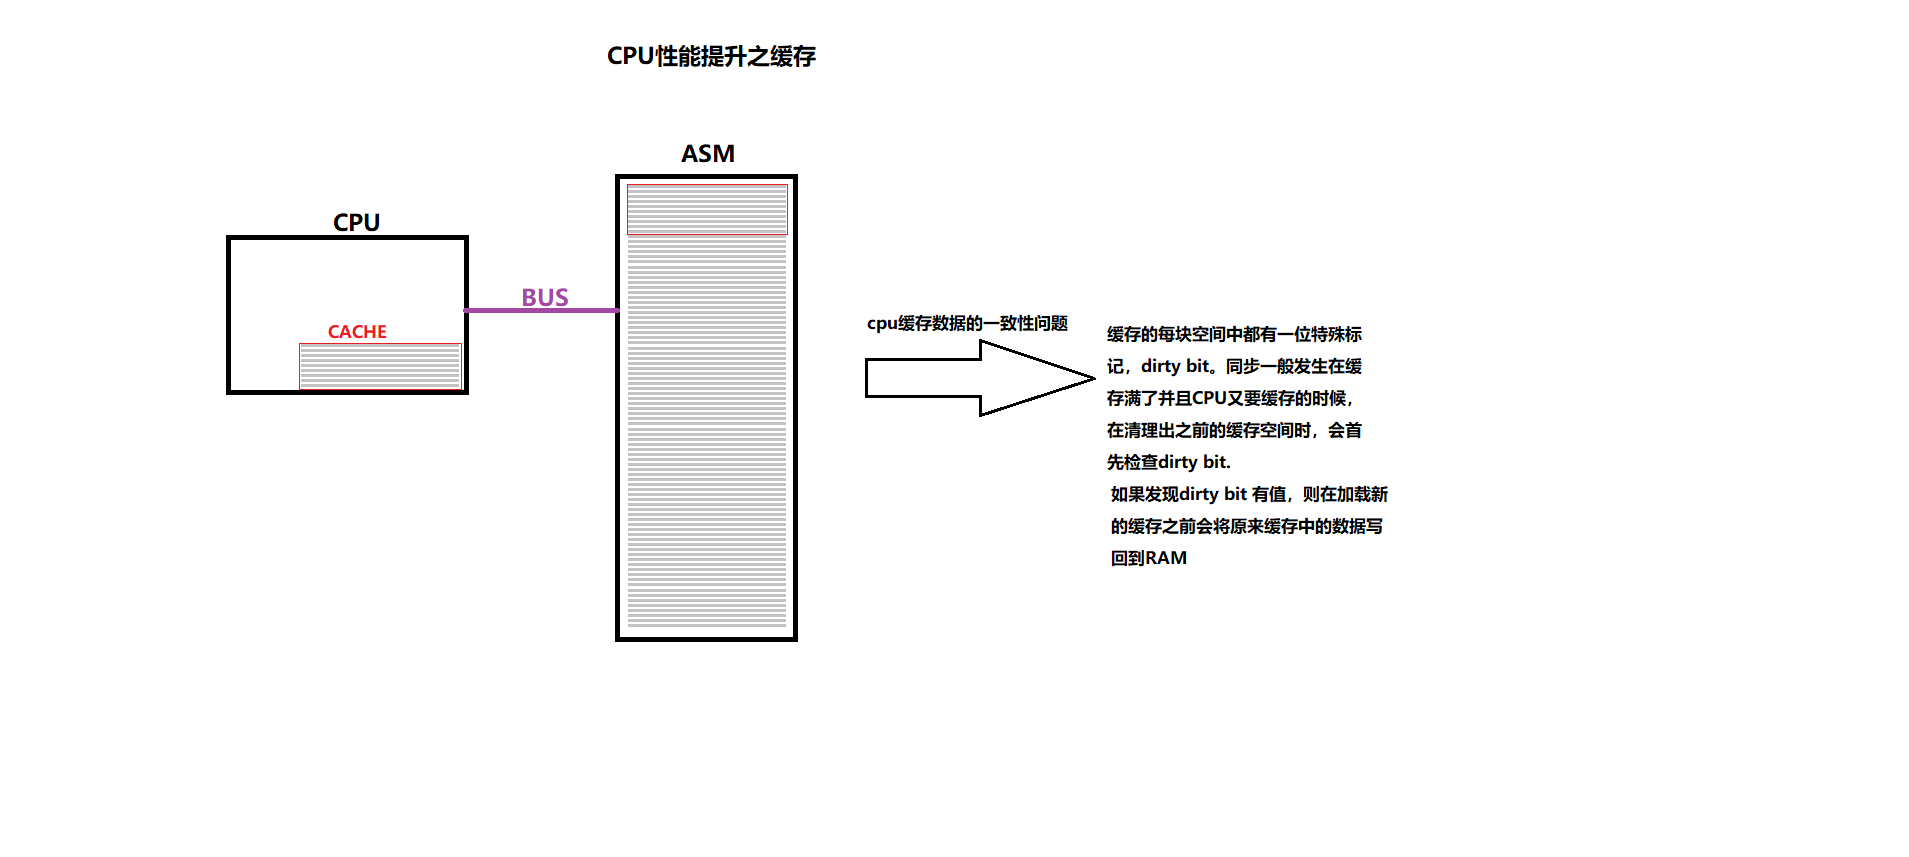 CPU性能提升之缓存
ASM
CPU
BUS
CACHE
cpu缓存数据的一致性问题
缓存的每块空间中都有一位特殊标
记，dirty bit。同步一般发生在缓
存满了并且CPU又要缓存的时候，
在清理出之前的缓存空间时，会首
先检查dirty bit.
如果发现dirty bit 有值，则在加载新
的缓存之前会将原来缓存中的数据写
回到RAM